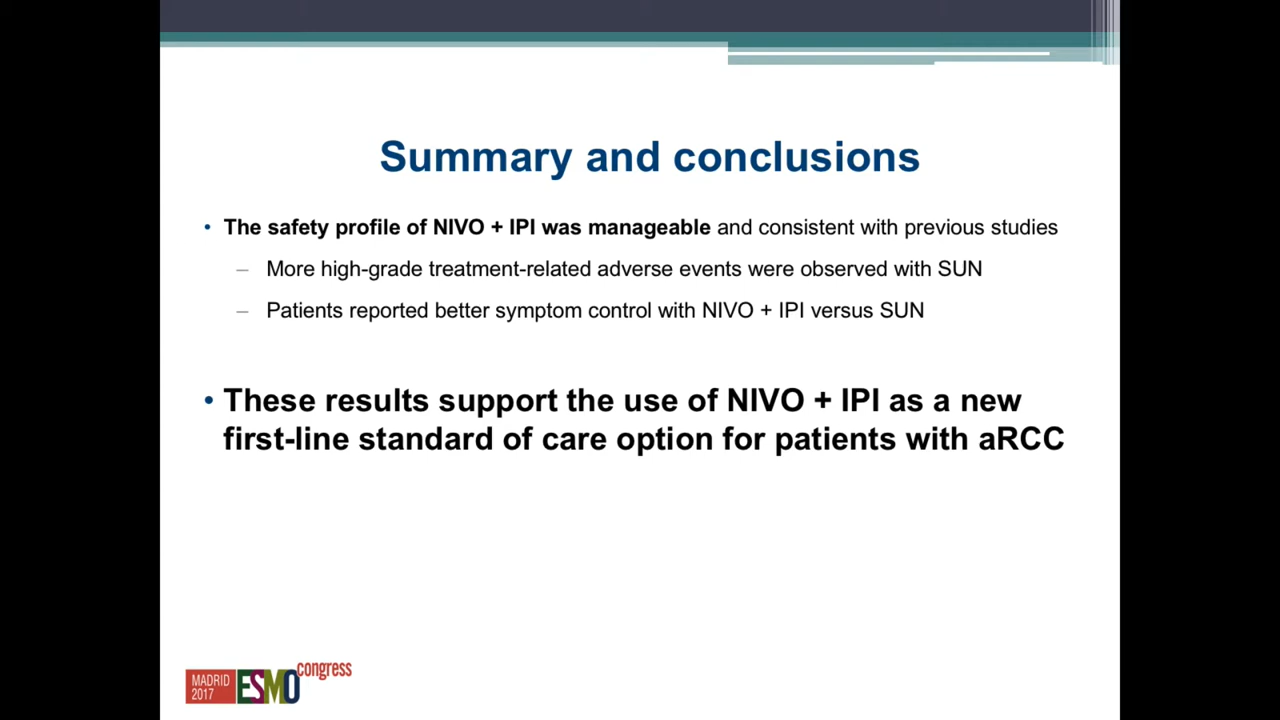 Summary and conclusions
• The safety profile of NIVO + IPI was manageable and consistent with previous studies
– More high-grade treatment-related adverse events were observed with SUN
– Patients reported better symptom control with NIVO + IPI versus SUN
• These results support the use of NIVO + IPI as a new
first-line standard of care option for patients with aRCC
MADRID
2017
ESMO
congress